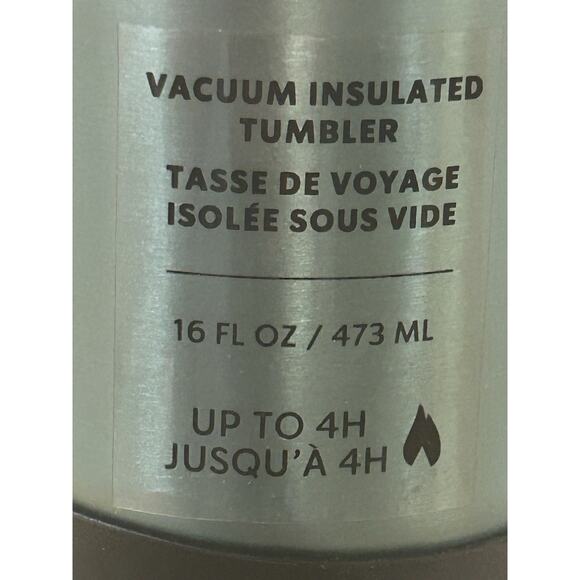 VACUUM INSULATED
TUMBLER
TASSE DE VOYAGE
ISOLÉE SOUS VIDE
16 FL OZ / 473 ML
UP TO 4H
JUSQU'À 4H